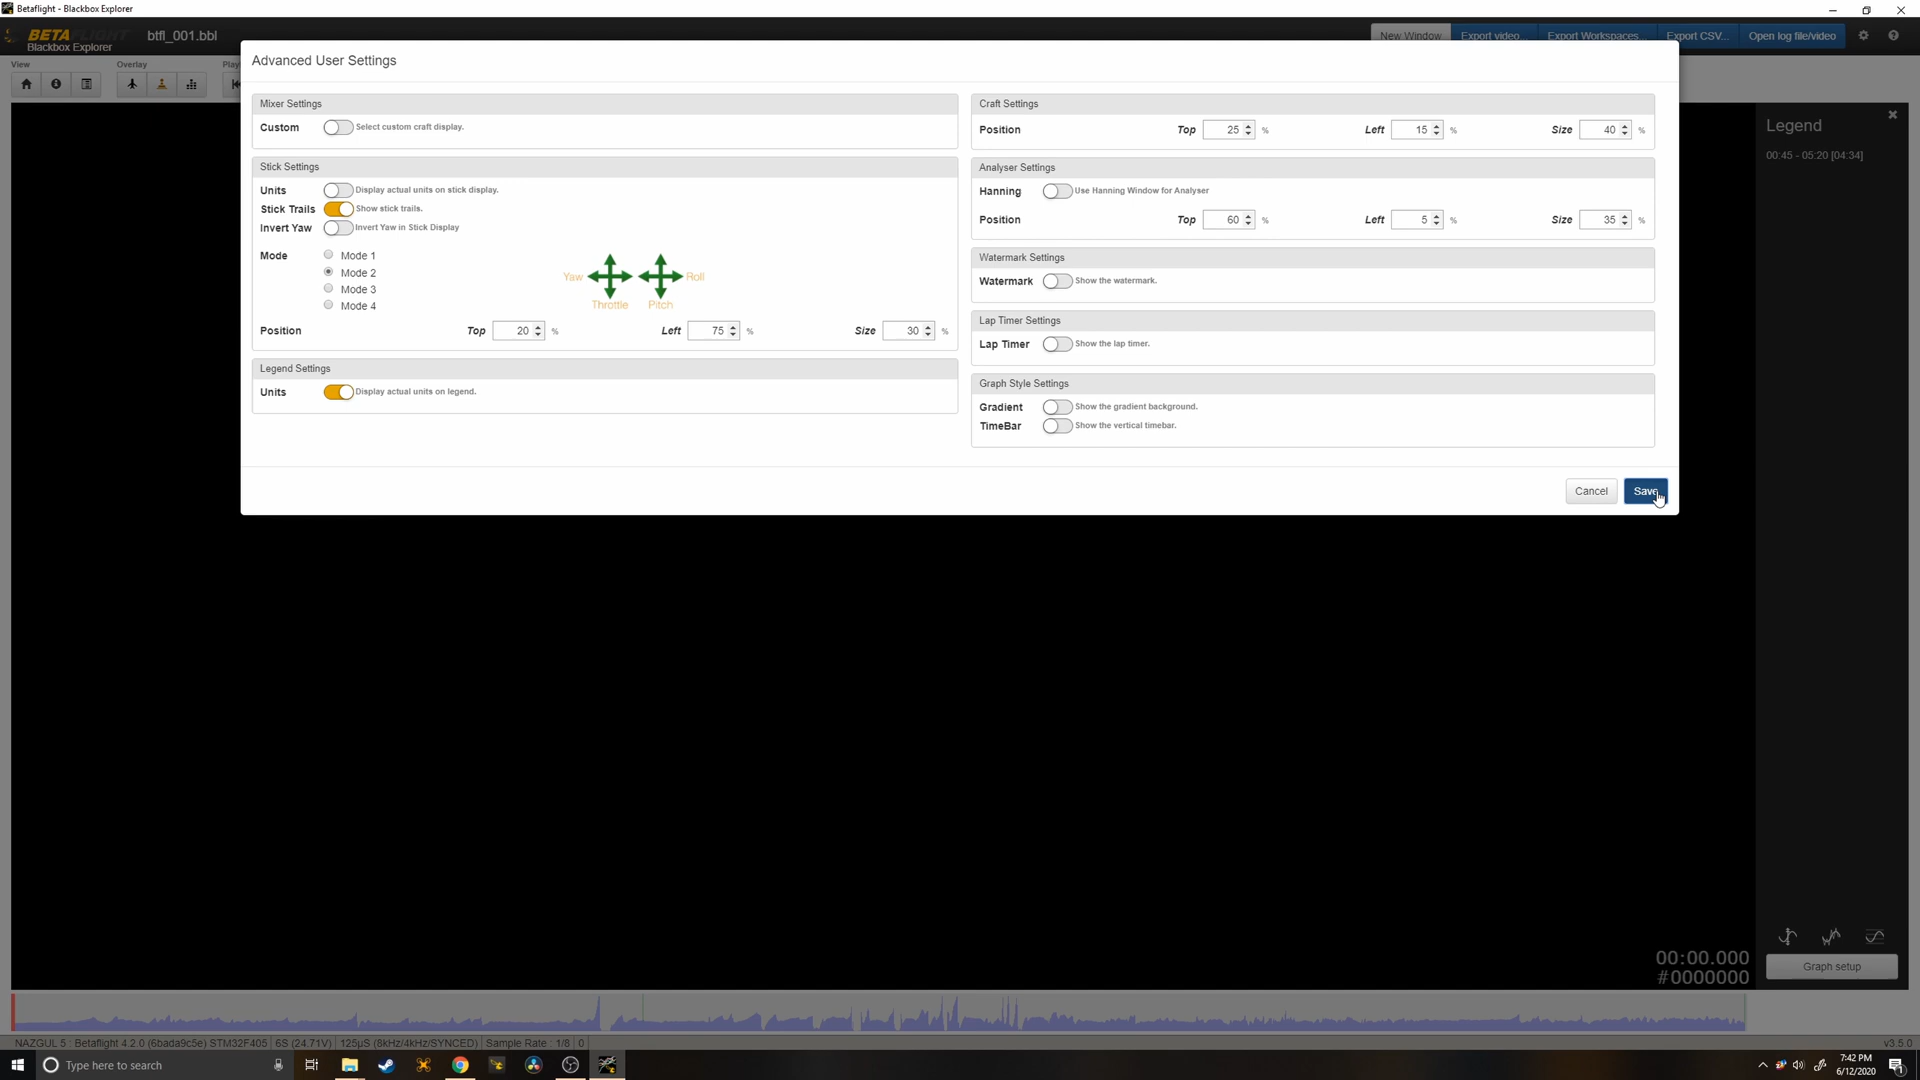 Betaflight - Blackbox Explorer
BETAFLIGHT
Blackbox Explorer
btfl_001.bbl
New Window
Export video...
Export Workspaces...
Export CSV...
Open log file/video
View
Overlay
Advanced User Settings
Mixer Settings
Custom Select custom craft display.
Stick Settings
Units Display actual units on stick display.
Stick Trails Show stick trails.
Invert Yaw Invert Yaw in Stick Display
Mode Mode 1
Mode 2
Mode 3
Mode 4
Yaw Roll
Throttle Pitch
Position Top 20 % Left 75 % Size 30 %
Legend Settings
Units Display actual units on legend.
Craft Settings
Position Top 25 % Left 15 % Size 40 %
Analyser Settings
Hanning Use Hanning Window for Analyser
Position Top 60 % Left 5 % Size 35 %
Watermark Settings
Watermark Show the watermark.
Lap Timer Settings
Lap Timer Show the lap timer.
Graph Style Settings
Gradient Show the gradient background.
TimeBar Show the vertical timebar.
Cancel Save
Legend
00:45 - 05:20 [04:34]
00:00.000
#0000000
Graph setup
NAZGUL 5 : Betaflight 4.2.0 (6bada9c5e) STM32F405 6S (24.71V) 125µS (8kHz/4kHz/SYNCED) Sample Rate : 1/8 0 v3.5.0
Type here to search
7:42 PM
6/12/2020
1